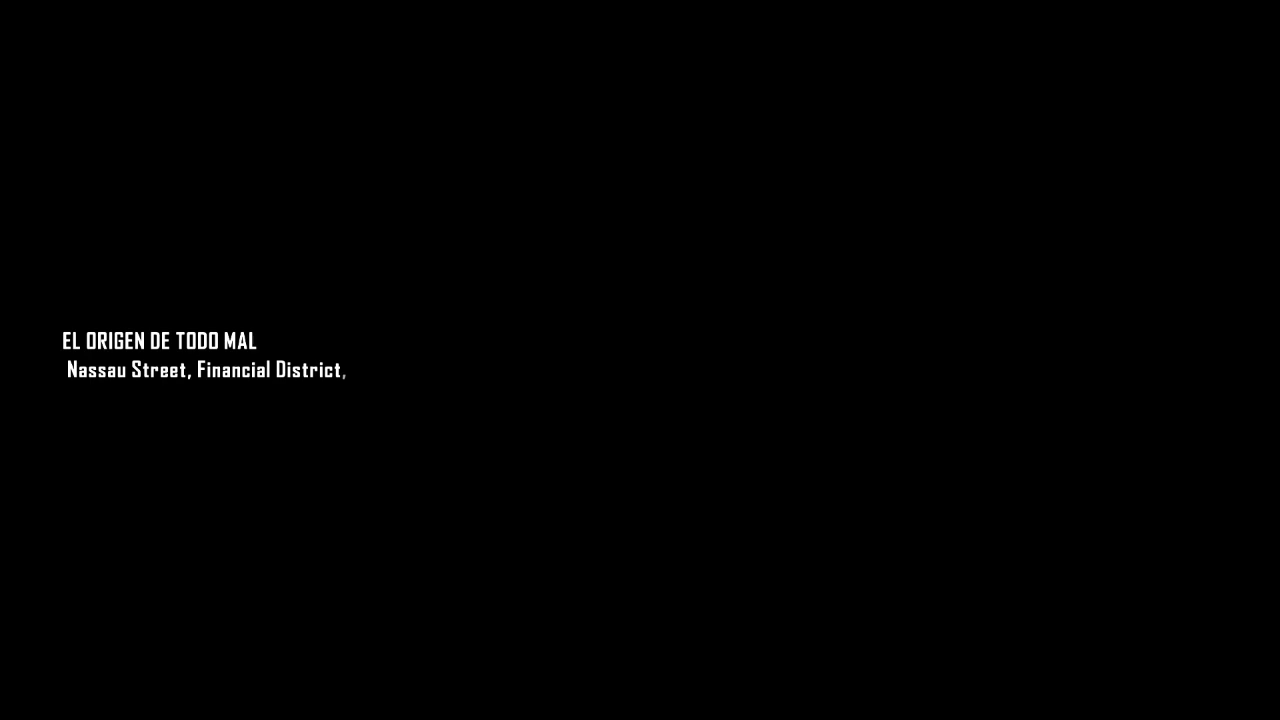 EL ORIGEN DE TODO MAL
Nassau Street, Financial District,